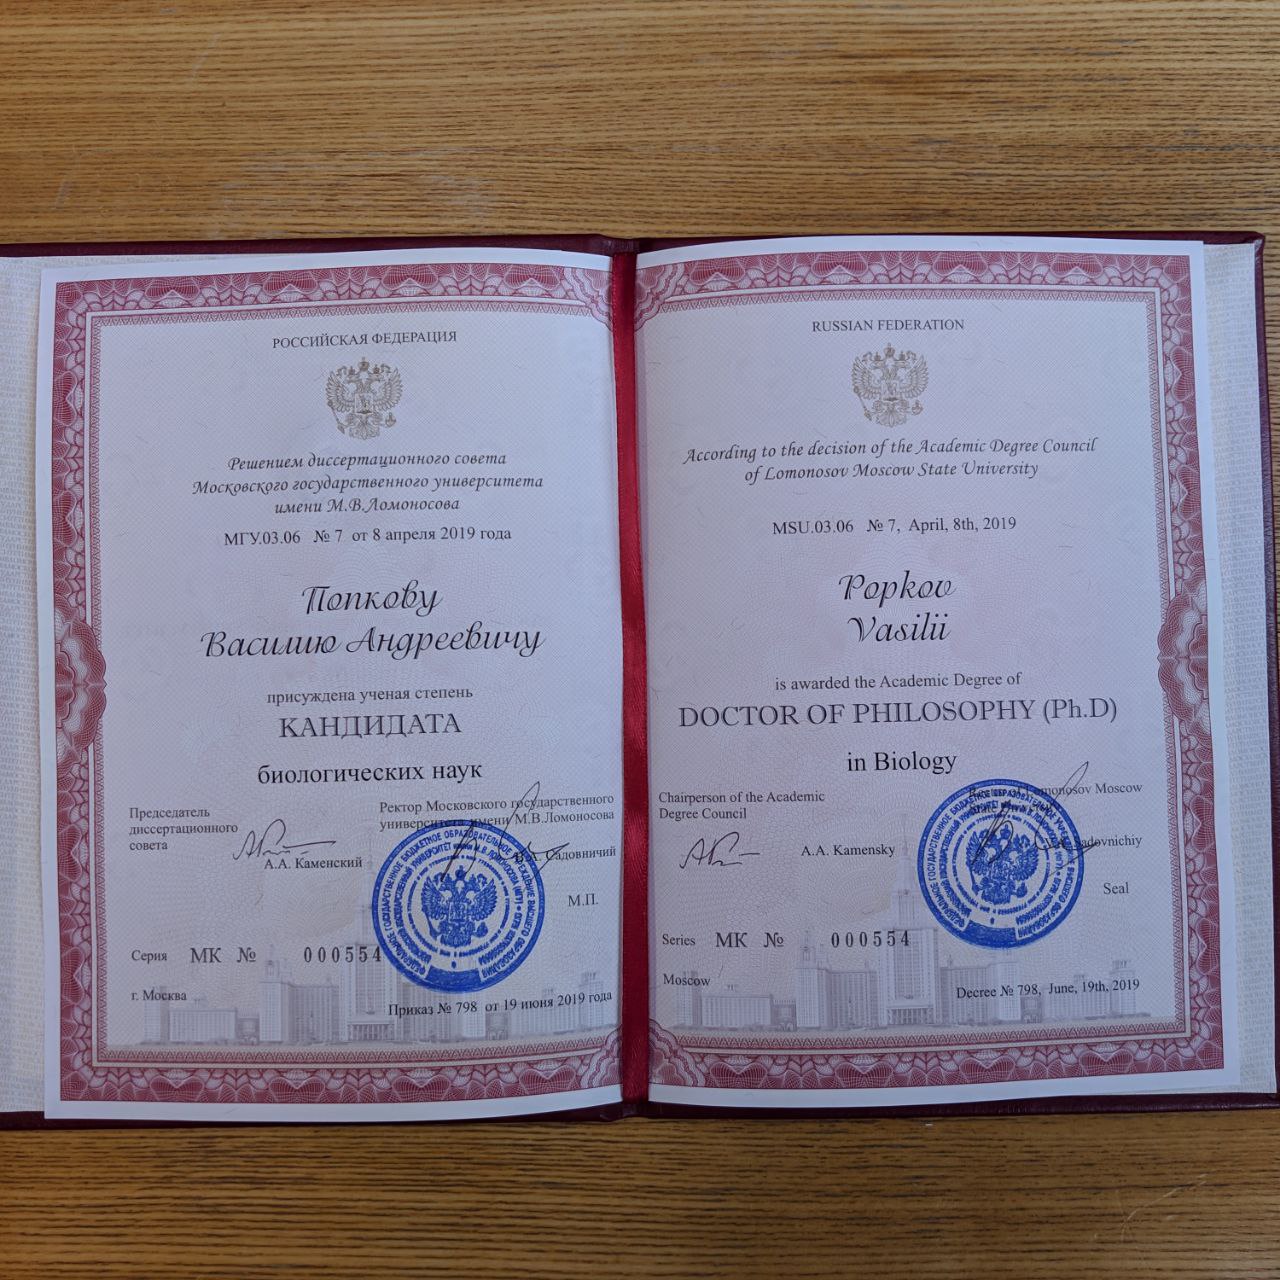 РОССИЙСКАЯ ФЕДЕРАЦИЯ
Решением диссертационного совета
Московского государственного университета
имени М.В.Ломоносова
МГУ.03.06 № 7 от 8 апреля 2019 года
Попкову
Василию Андреевичу
присуждена ученая степень
КАНДИДАТА
биологических наук
Председатель
диссертационного
совета
А.А. Каменский
Ректор Московского государственного
университета имени М.В.Ломоносова
В.А. Садовничий
М.П.
Серия МК № 000554
г. Москва
Приказ № 798 от 19 июня 2019 года
RUSSIAN FEDERATION
According to the decision of the Academic Degree Council
of Lomonosov Moscow State University
MSU.03.06 № 7, April, 8th, 2019
Popkov
Vasilii
is awarded the Academic Degree of
DOCTOR OF PHILOSOPHY (Ph.D)
in Biology
Chairperson of the Academic
Degree Council
A.A. Kamensky
Lomonosov Moscow
Sadovnichiy
Seal
Series МК № 000554
Moscow
Decree № 798, June, 19th, 2019